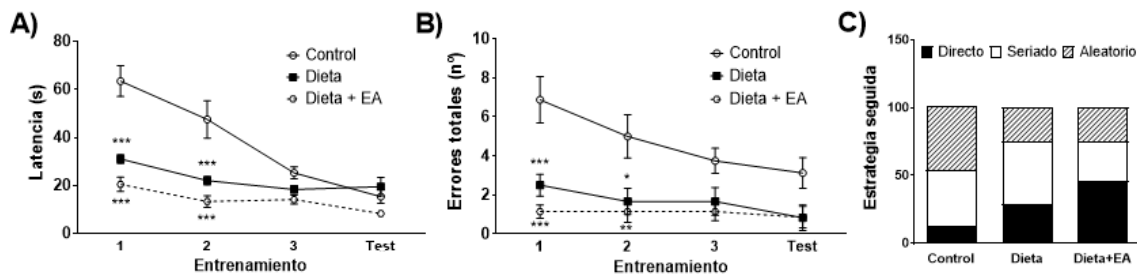 A)
80
60
40
20
0
Latencia (s)
Control
Dieta
Dieta + EA
***
***
***
***
1 2 3 Test
Entrenamiento
B)
10
8
6
4
2
0
Errores totales (nº)
Control
Dieta
Dieta + EA
***
*
***
**
1 2 3 Test
Entrenamiento
C)
150
100
50
0
Estrategia seguida
Directo Seriado Aleatorio
Control Dieta Dieta+EA